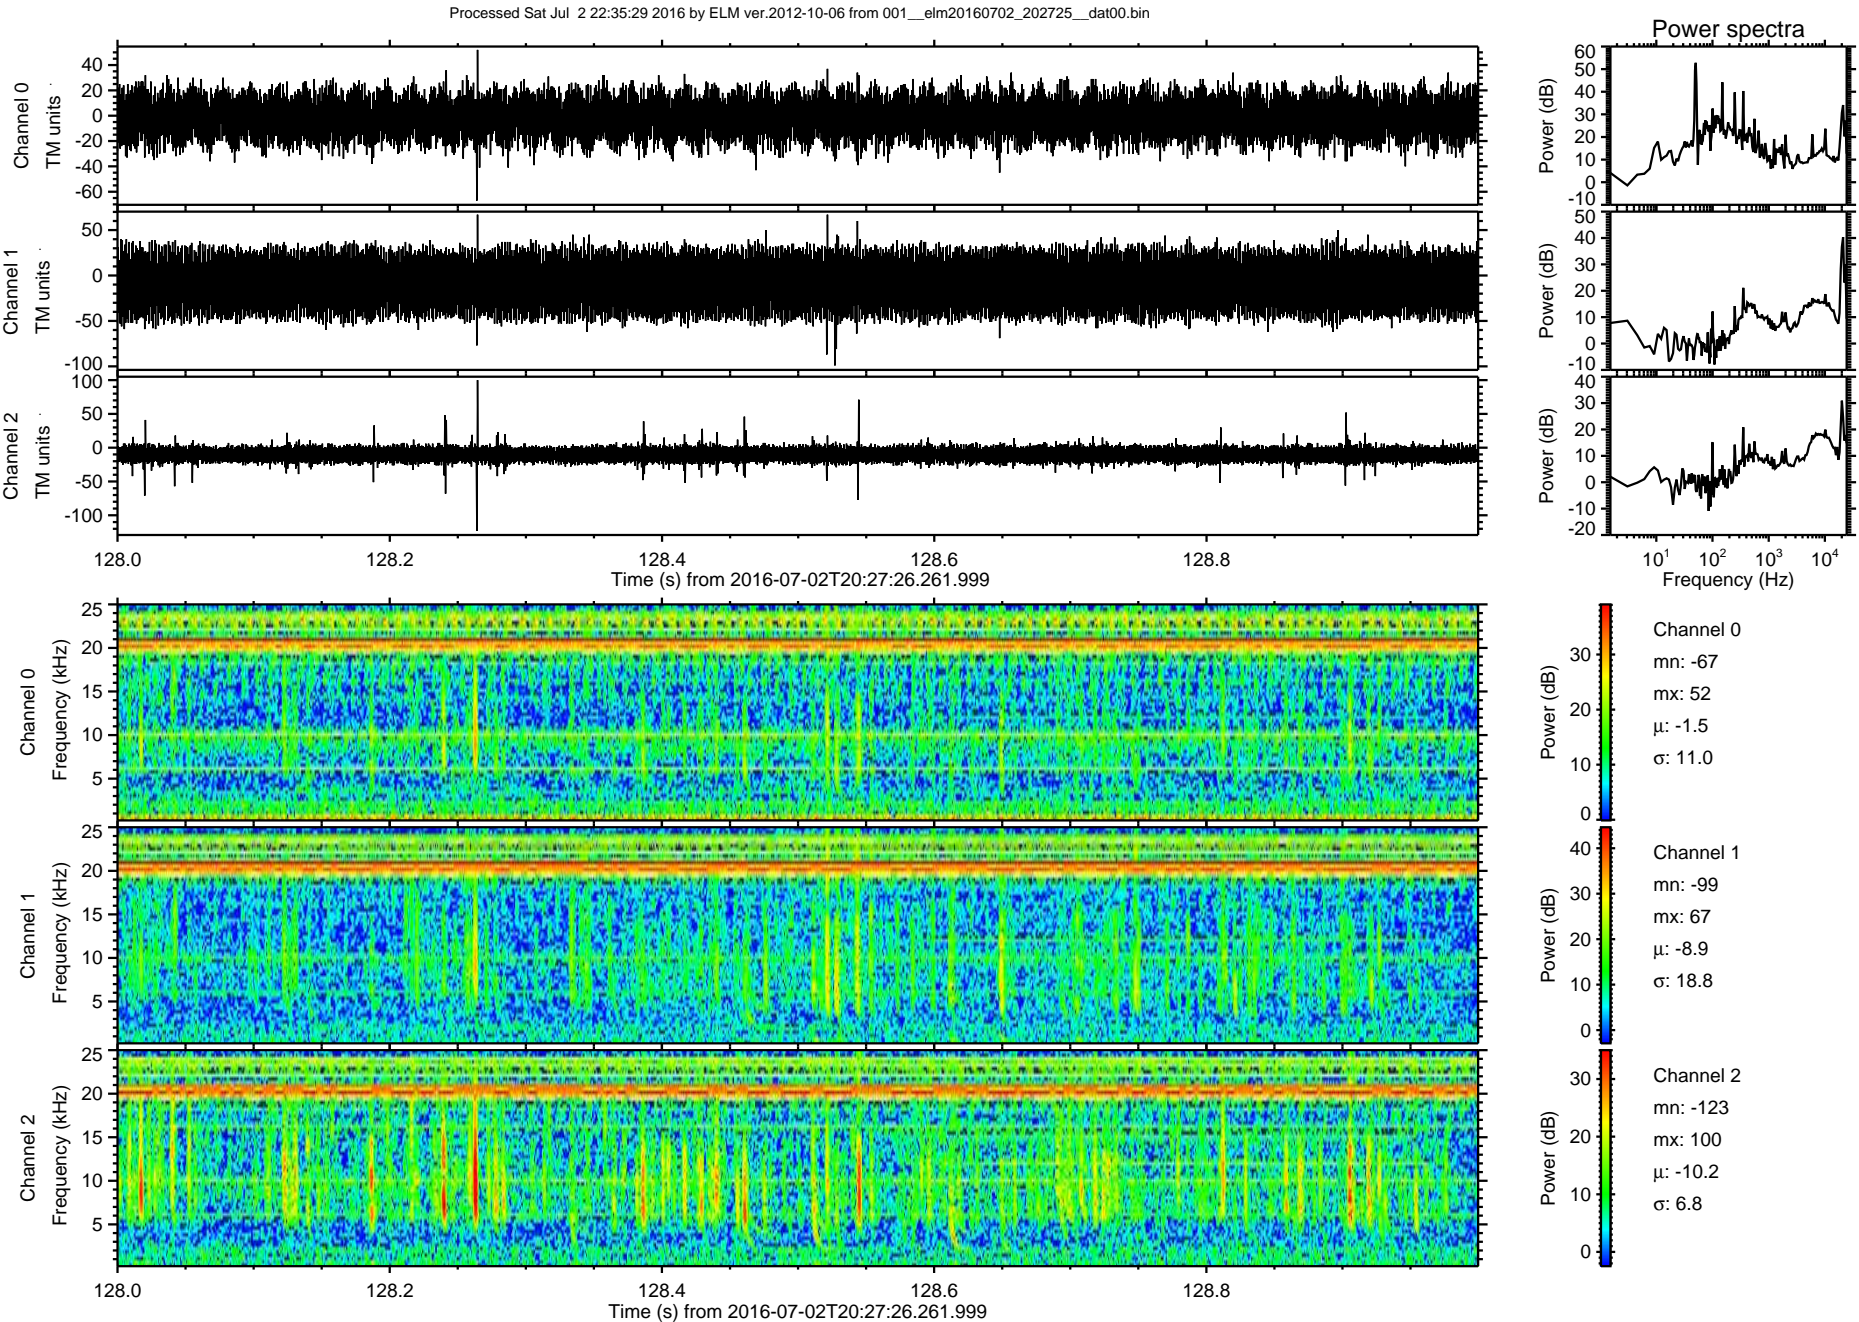 Processed Sat Jul  2 22:35:29 2016 by ELM ver.2012-10-06 from 001__elm20160702_202725__dat00.bin
Power spectra
Channel 0
TM units
40
20
0
-20
-40
-60
Power (dB)
60
50
40
30
20
10
0
-10
Channel 1
TM units
50
0
-50
-100
Power (dB)
50
40
30
20
10
0
-10
Channel 2
TM units
100
50
0
-50
-100
Power (dB)
40
30
20
10
0
-10
-20
128.0 128.2 128.4 128.6 128.8
Time (s) from 2016-07-02T20:27:26.261.999
10^1 10^2 10^3 10^4
Frequency (Hz)
Channel 0
Frequency (kHz)
25
20
15
10
5
Power (dB)
30
20
10
0
Channel 0
mn: -67
mx: 52
μ: -1.5
σ: 11.0
Channel 1
Frequency (kHz)
25
20
15
10
5
Power (dB)
40
30
20
10
0
Channel 1
mn: -99
mx: 67
μ: -8.9
σ: 18.8
Channel 2
Frequency (kHz)
25
20
15
10
5
Power (dB)
30
20
10
0
Channel 2
mn: -123
mx: 100
μ: -10.2
σ: 6.8
128.0 128.2 128.4 128.6 128.8
Time (s) from 2016-07-02T20:27:26.261.999